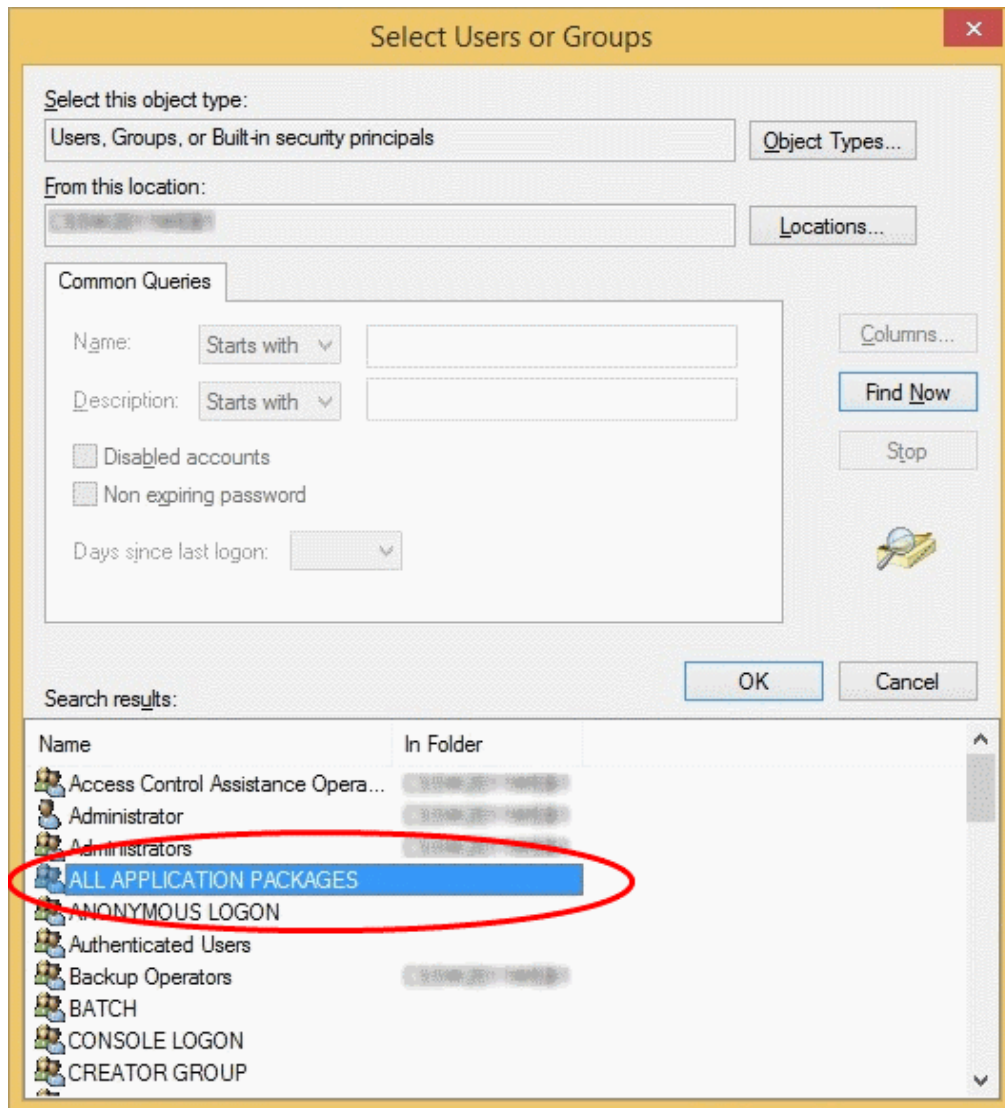 Select Users or Groups
Select this object type:
Users, Groups, or Built-in security principals
Object Types...
From this location:
Locations...
Common Queries
Name:
Starts with
Columns...
Description:
Starts with
Find Now
Disabled accounts
Stop
Non expiring password
Days since last logon:
OK
Cancel
Search results:
Name
In Folder
Access Control Assistance Opera...
Administrator
Administrators
ALL APPLICATION PACKAGES
ANONYMOUS LOGON
Authenticated Users
Backup Operators
BATCH
CONSOLE LOGON
CREATOR GROUP